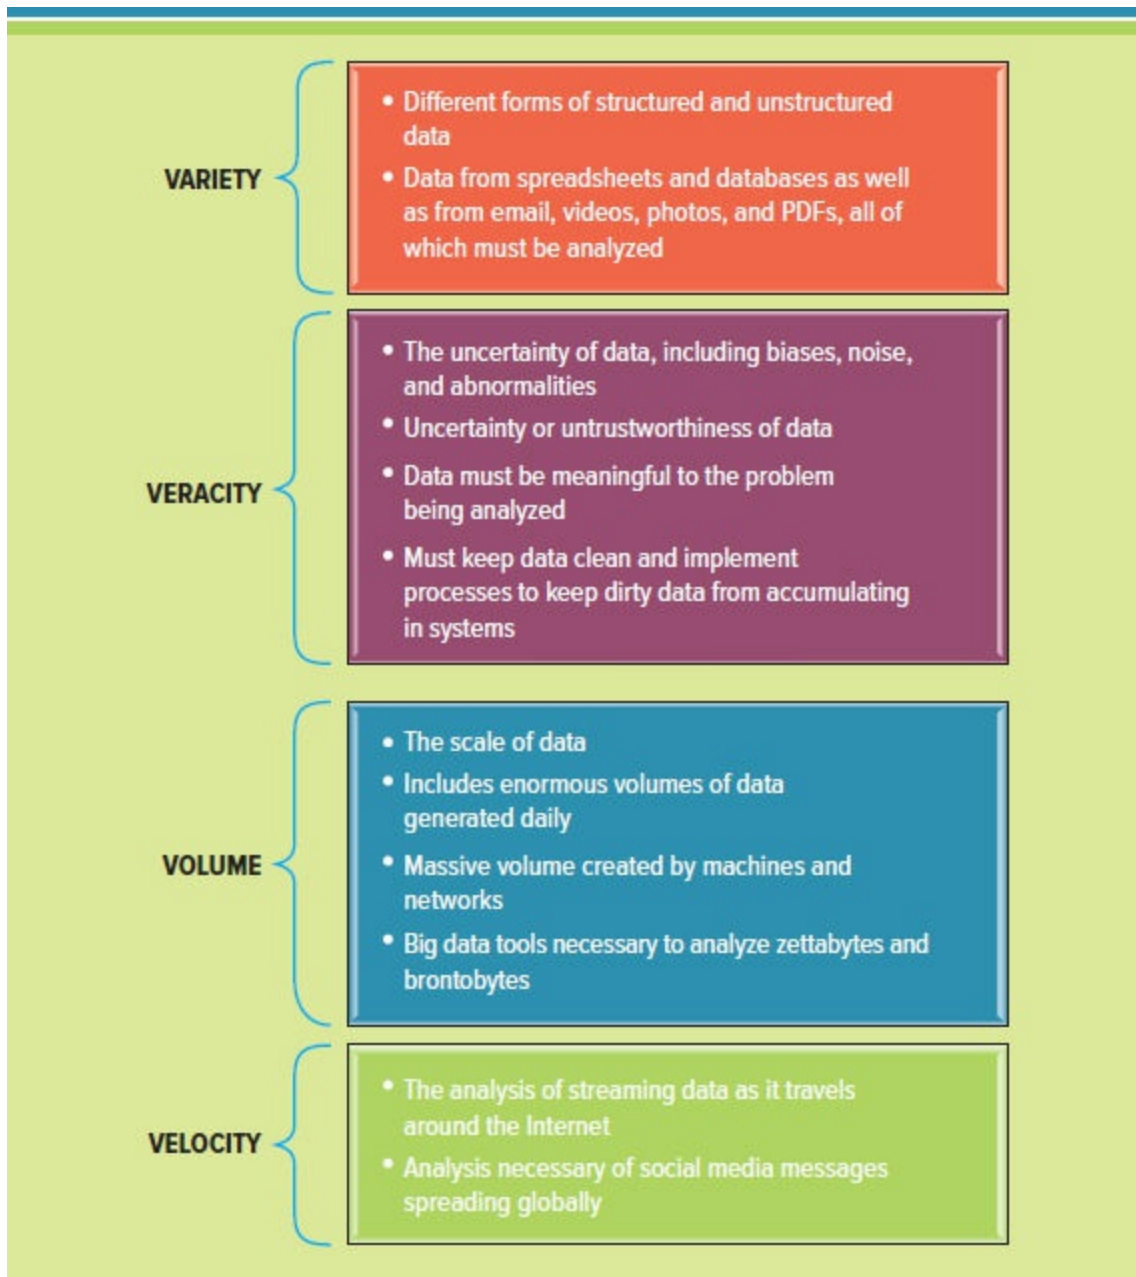 VARIETY
• Different forms of structured and unstructured
data
• Data from spreadsheets and databases as well
as from email, videos, photos, and PDFs, all of
which must be analyzed
VERACITY
• The uncertainty of data, including biases, noise,
and abnormalities
• Uncertainty or untrustworthiness of data
• Data must be meaningful to the problem
being analyzed
• Must keep data clean and implement
processes to keep dirty data from accumulating
in systems
VOLUME
• The scale of data
• Includes enormous volumes of data
generated daily
• Massive volume created by machines and
networks
• Big data tools necessary to analyze zettabytes and
brontobytes
VELOCITY
• The analysis of streaming data as it travels
around the Internet
• Analysis necessary of social media messages
spreading globally